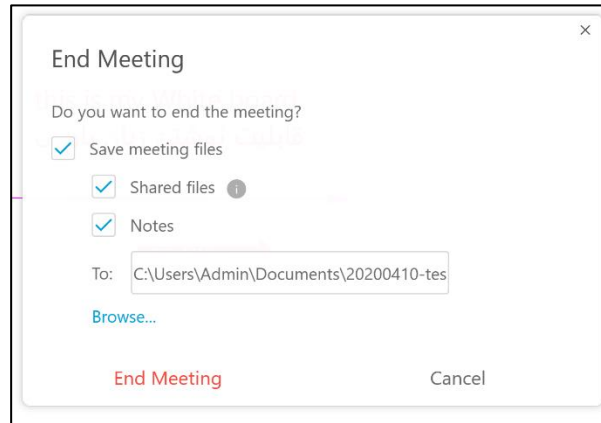 End Meeting
Do you want to end the meeting?
Save meeting files
Shared files i
Notes
To: C:\Users\Admin\Documents\20200410-tes
Browse...
End Meeting Cancel